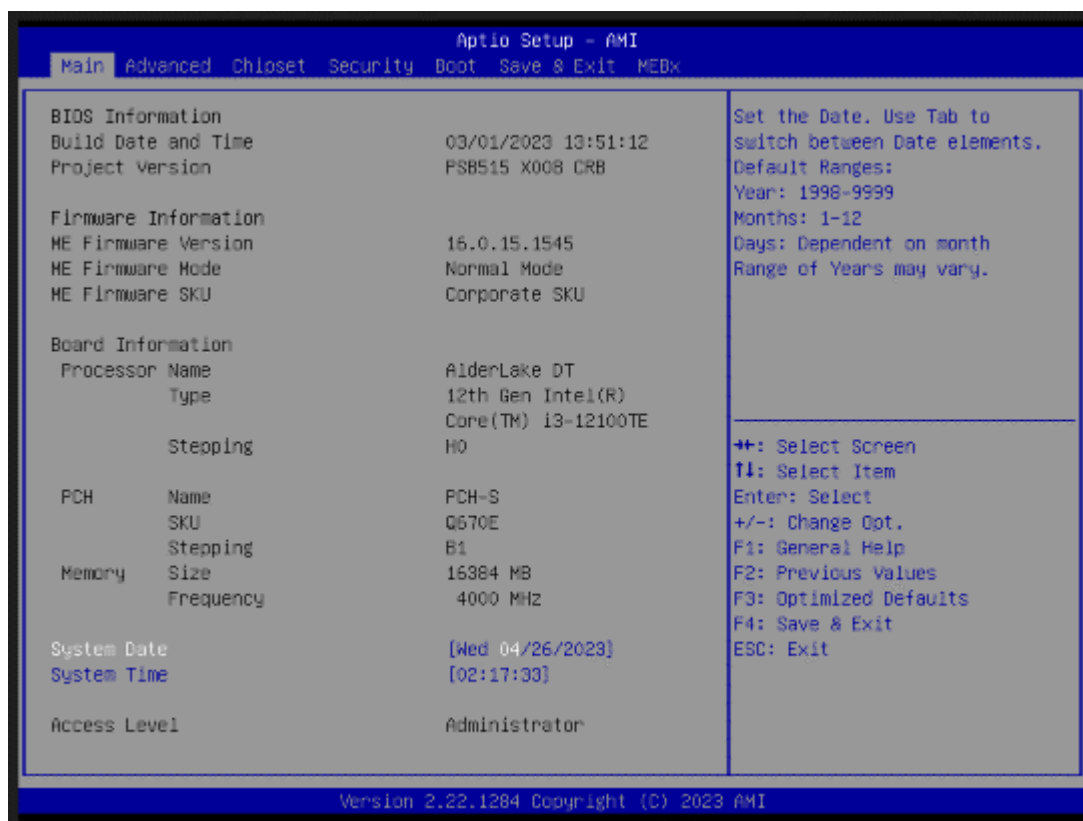 Aptio Setup - AMI
Main Advanced Chipset Security Boot Save & Exit MEBx
BIOS Information
Build Date and Time 03/01/2023 13:51:12
Project Version PSB515 X008 CRB
Firmware Information
ME Firmware Version 16.0.15.1545
ME Firmware Mode Normal Mode
ME Firmware SKU Corporate SKU
Board Information
Processor Name AlderLake DT
Type 12th Gen Intel(R)
Core(TM) i3-12100TE
Stepping H0
PCH Name PCH-S
SKU Q670E
Stepping B1
Memory Size 16384 MB
Frequency 4000 MHz
System Date [Wed 04/26/2023]
System Time [02:17:33]
Access Level Administrator
Set the Date. Use Tab to
switch between Date elements.
Default Ranges:
Year: 1998-9999
Months: 1-12
Days: Dependent on month
Range of Years may vary.
→←: Select Screen
↑↓: Select Item
Enter: Select
+/-: Change Opt.
F1: General Help
F2: Previous Values
F3: Optimized Defaults
F4: Save & Exit
ESC: Exit
Version 2.22.1284 Copyright (C) 2023 AMI